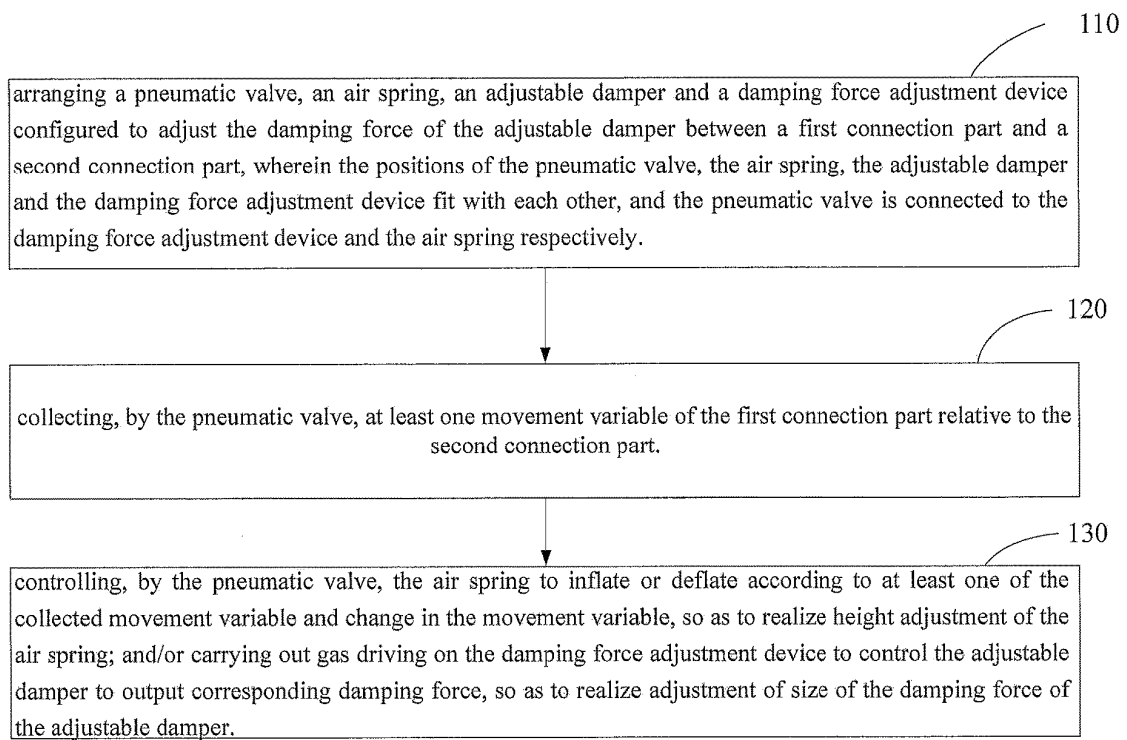 110
arranging a pneumatic valve, an air spring, an adjustable damper and a damping force adjustment device
configured to adjust the damping force of the adjustable damper between a first connection part and a
second connection part, wherein the positions of the pneumatic valve, the air spring, the adjustable damper
and the damping force adjustment device fit with each other, and the pneumatic valve is connected to the
damping force adjustment device and the air spring respectively.
120
collecting, by the pneumatic valve, at least one movement variable of the first connection part relative to the
second connection part.
130
controlling, by the pneumatic valve, the air spring to inflate or deflate according to at least one of the
collected movement variable and change in the movement variable, so as to realize height adjustment of the
air spring; and/or carrying out gas driving on the damping force adjustment device to control the adjustable
damper to output corresponding damping force, so as to realize adjustment of size of the damping force of
the adjustable damper.